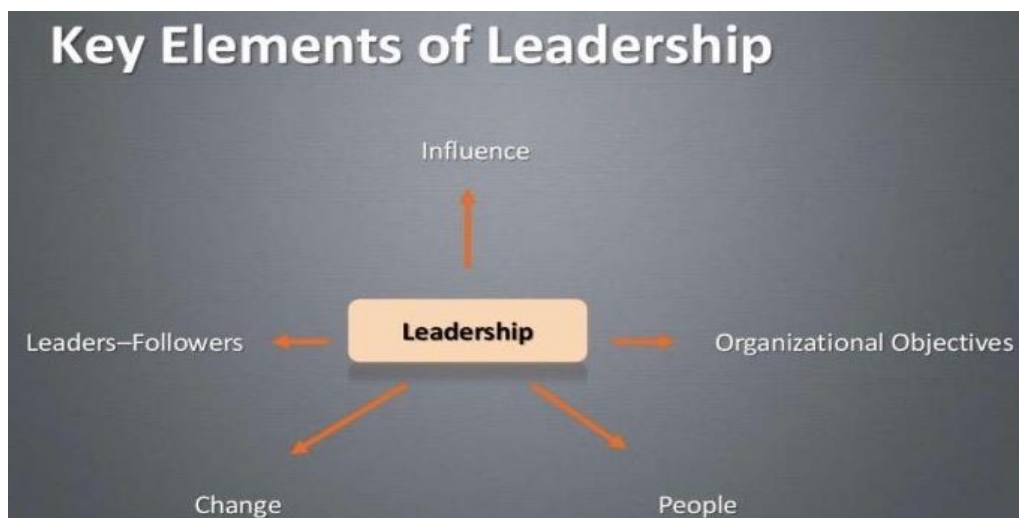 Key Elements of Leadership
Influence
Leaders–Followers
Leadership
Organizational Objectives
Change
People